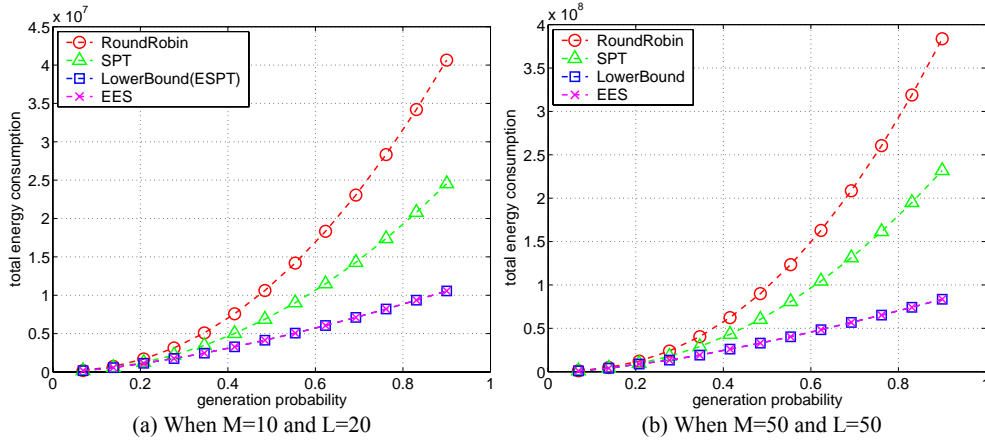 x 10^7
4.5
4
3.5
3
2.5
2
1.5
1
0.5
0
total energy consumption
RoundRobin
SPT
LowerBound(ESPT)
EES
0 0.2 0.4 0.6 0.8 1
generation probability
(a) When M=10 and L=20
x 10^8
4
3.5
3
2.5
2
1.5
1
0.5
0
total energy consumption
RoundRobin
SPT
LowerBound
EES
0 0.2 0.4 0.6 0.8 1
generation probability
(b) When M=50 and L=50